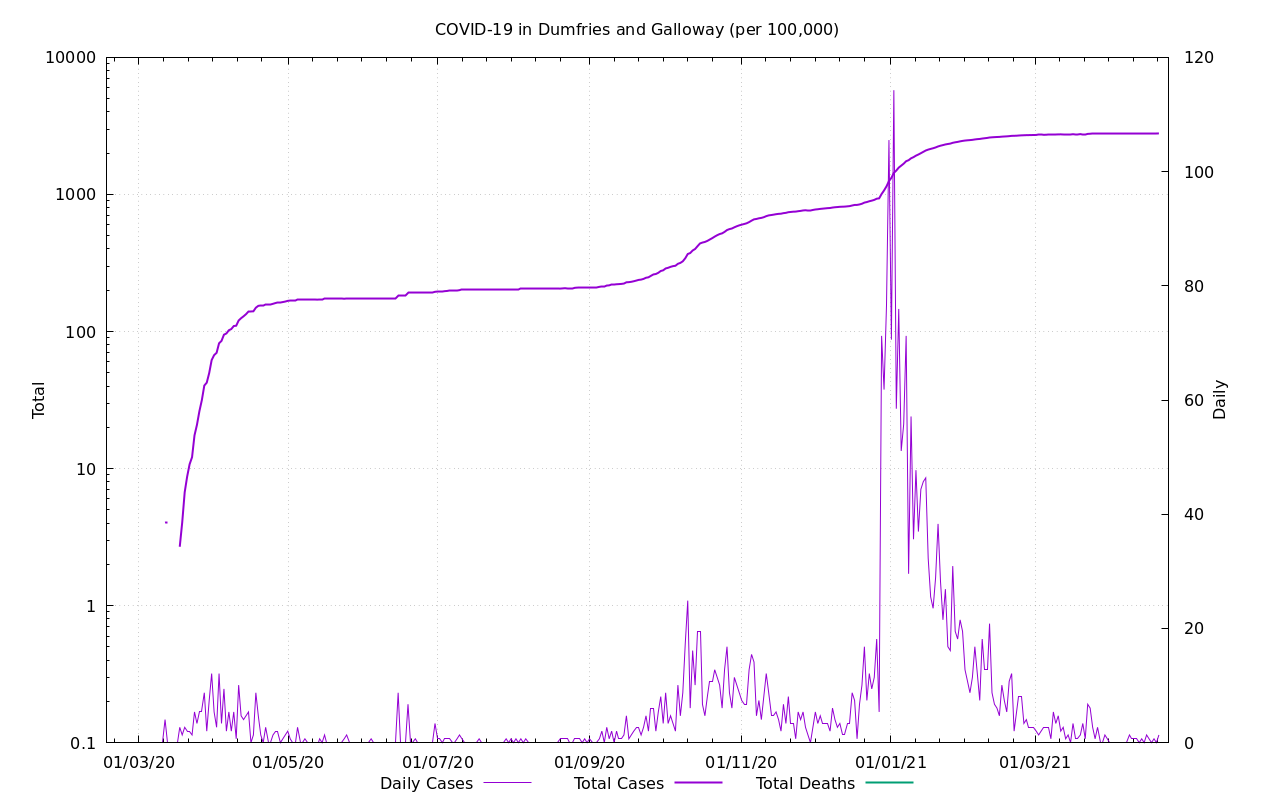 COVID-19 in Dumfries and Galloway (per 100,000)
10000
1000
100
10
1
0.1
Total
120
100
80
60
40
20
0
Daily
01/03/20 01/05/20 01/07/20 01/09/20 01/11/20 01/01/21 01/03/21
Daily Cases Total Cases Total Deaths